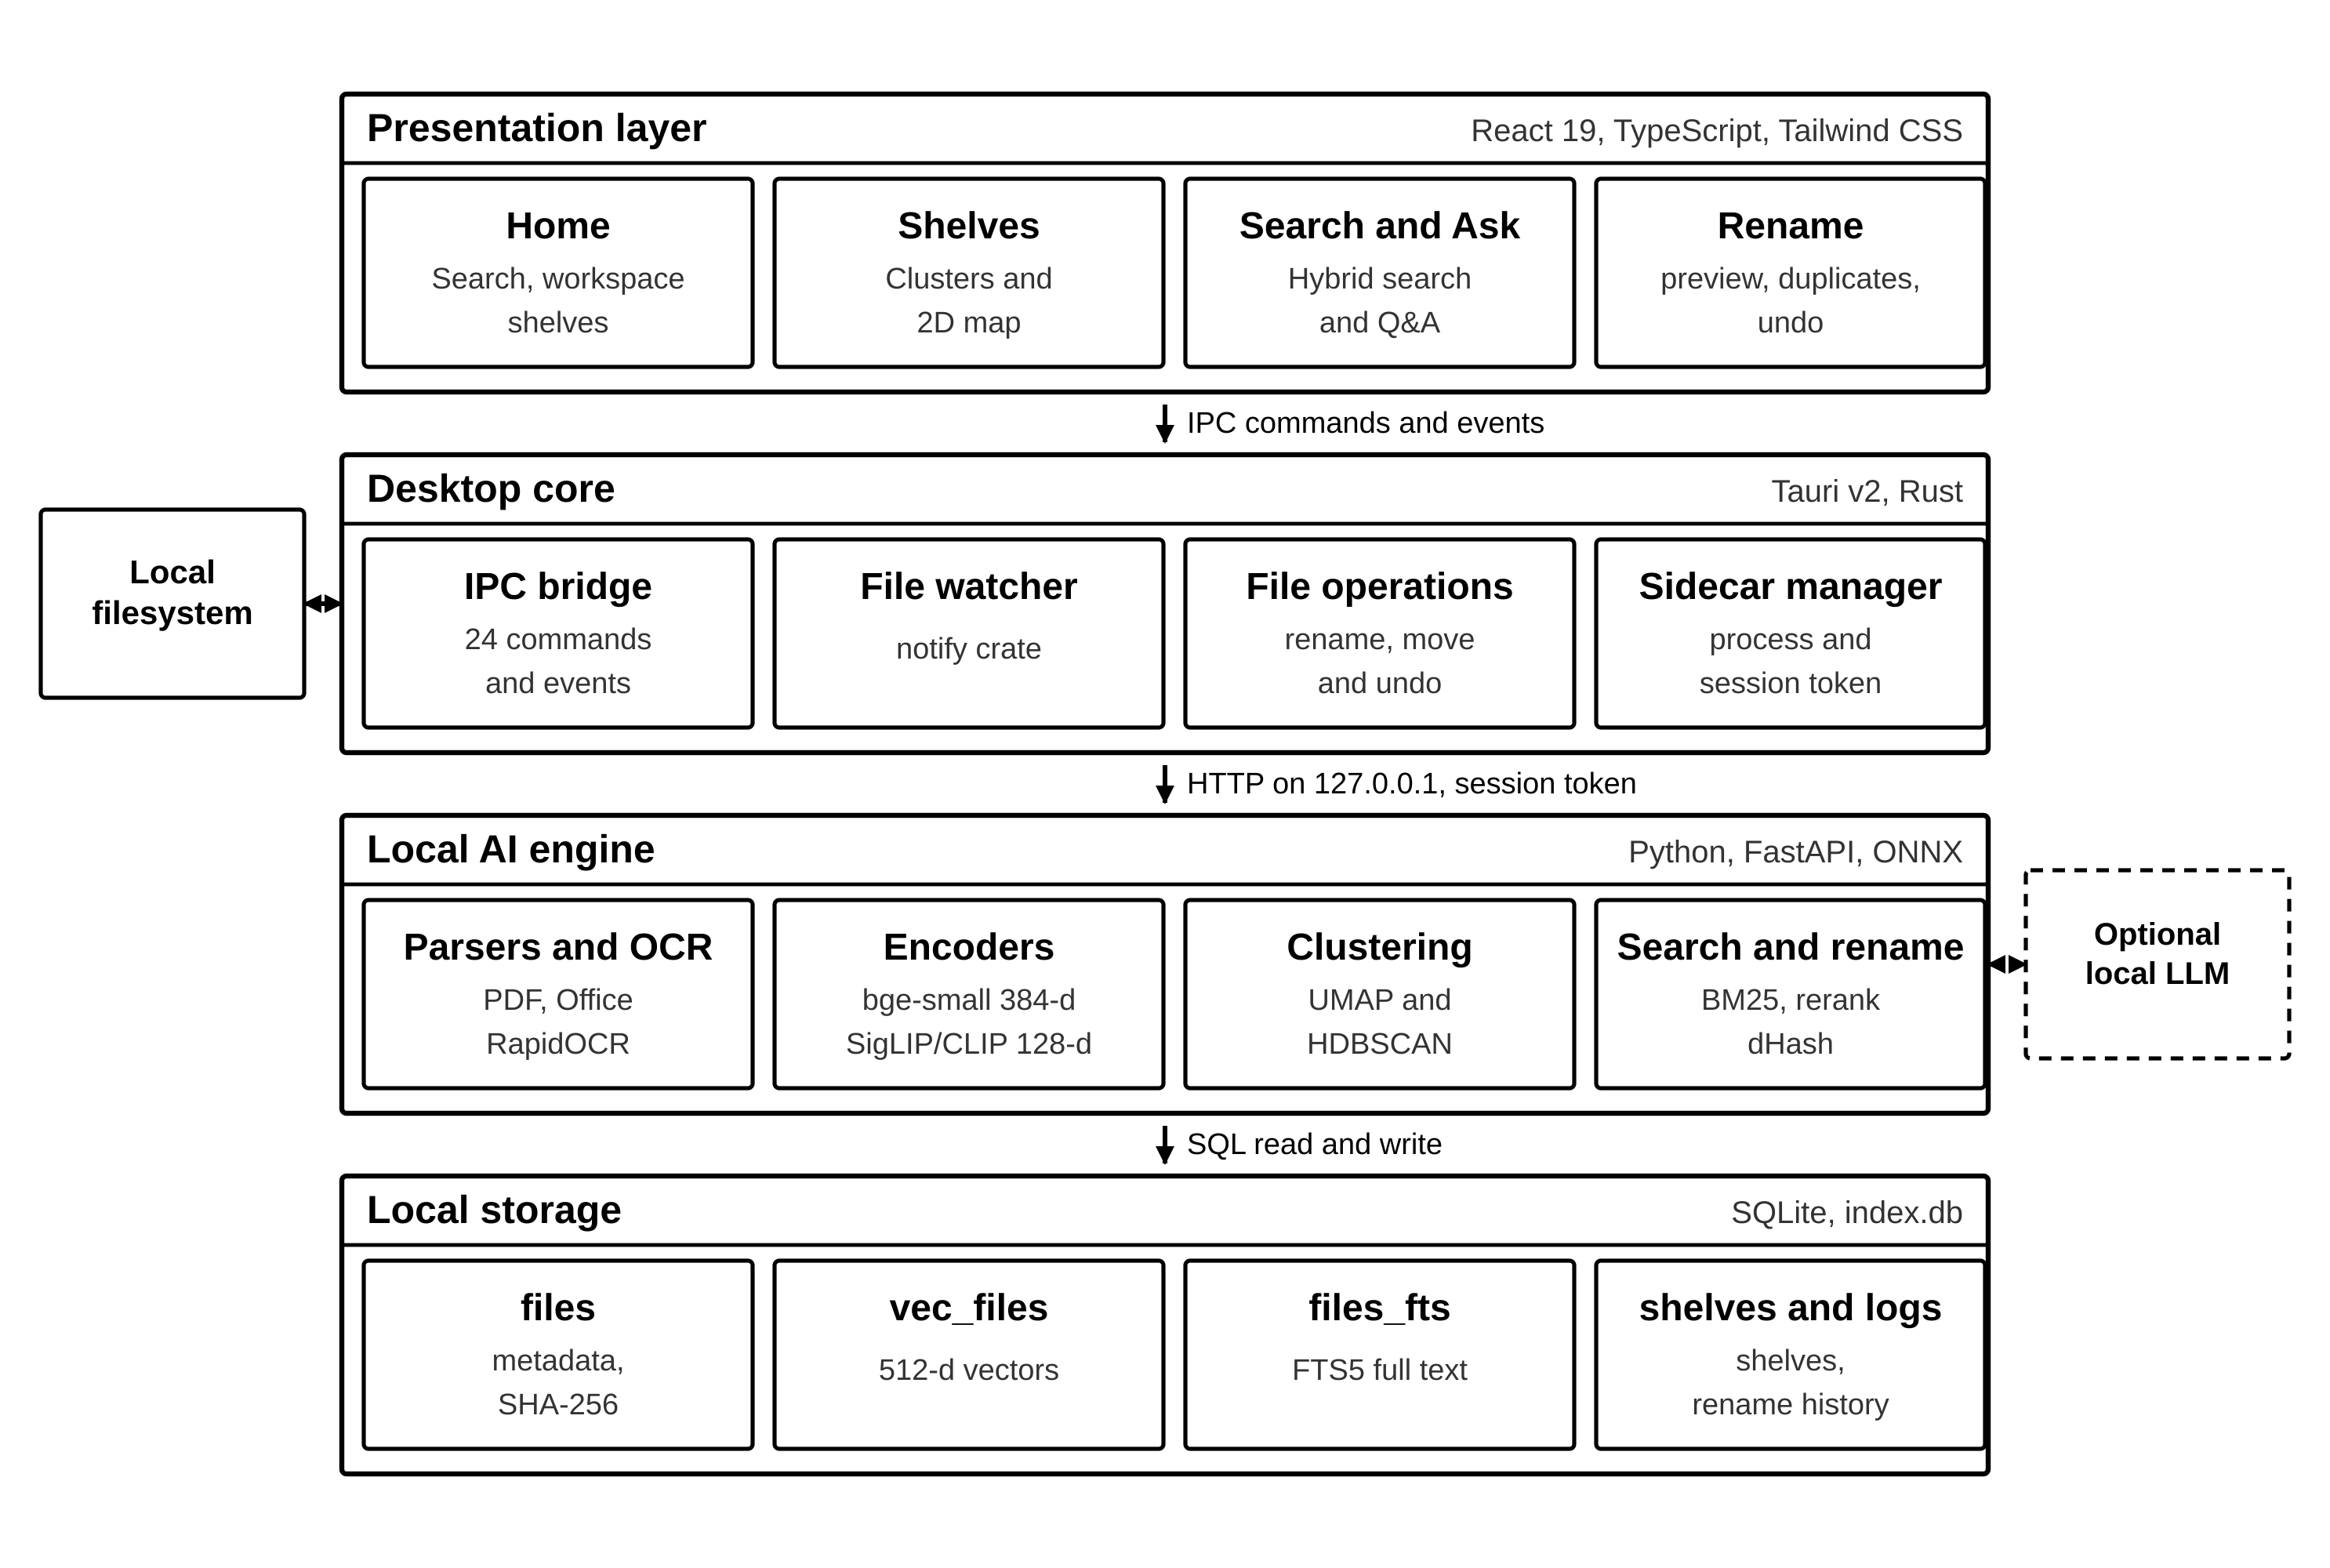 Presentation layer
React 19, TypeScript, Tailwind CSS
Home
Search, workspace
shelves
Shelves
Clusters and
2D map
Search and Ask
Hybrid search
and Q&A
Rename
preview, duplicates,
undo
IPC commands and events
Local
filesystem
Desktop core
Tauri v2, Rust
IPC bridge
24 commands
and events
File watcher
notify crate
File operations
rename, move
and undo
Sidecar manager
process and
session token
HTTP on 127.0.0.1, session token
Local AI engine
Python, FastAPI, ONNX
Parsers and OCR
PDF, Office
RapidOCR
Encoders
bge-small 384-d
SigLIP/CLIP 128-d
Clustering
UMAP and
HDBSCAN
Search and rename
BM25, rerank
dHash
Optional
local LLM
SQL read and write
Local storage
SQLite, index.db
files
metadata,
SHA-256
vec_files
512-d vectors
files_fts
FTS5 full text
shelves and logs
shelves,
rename history